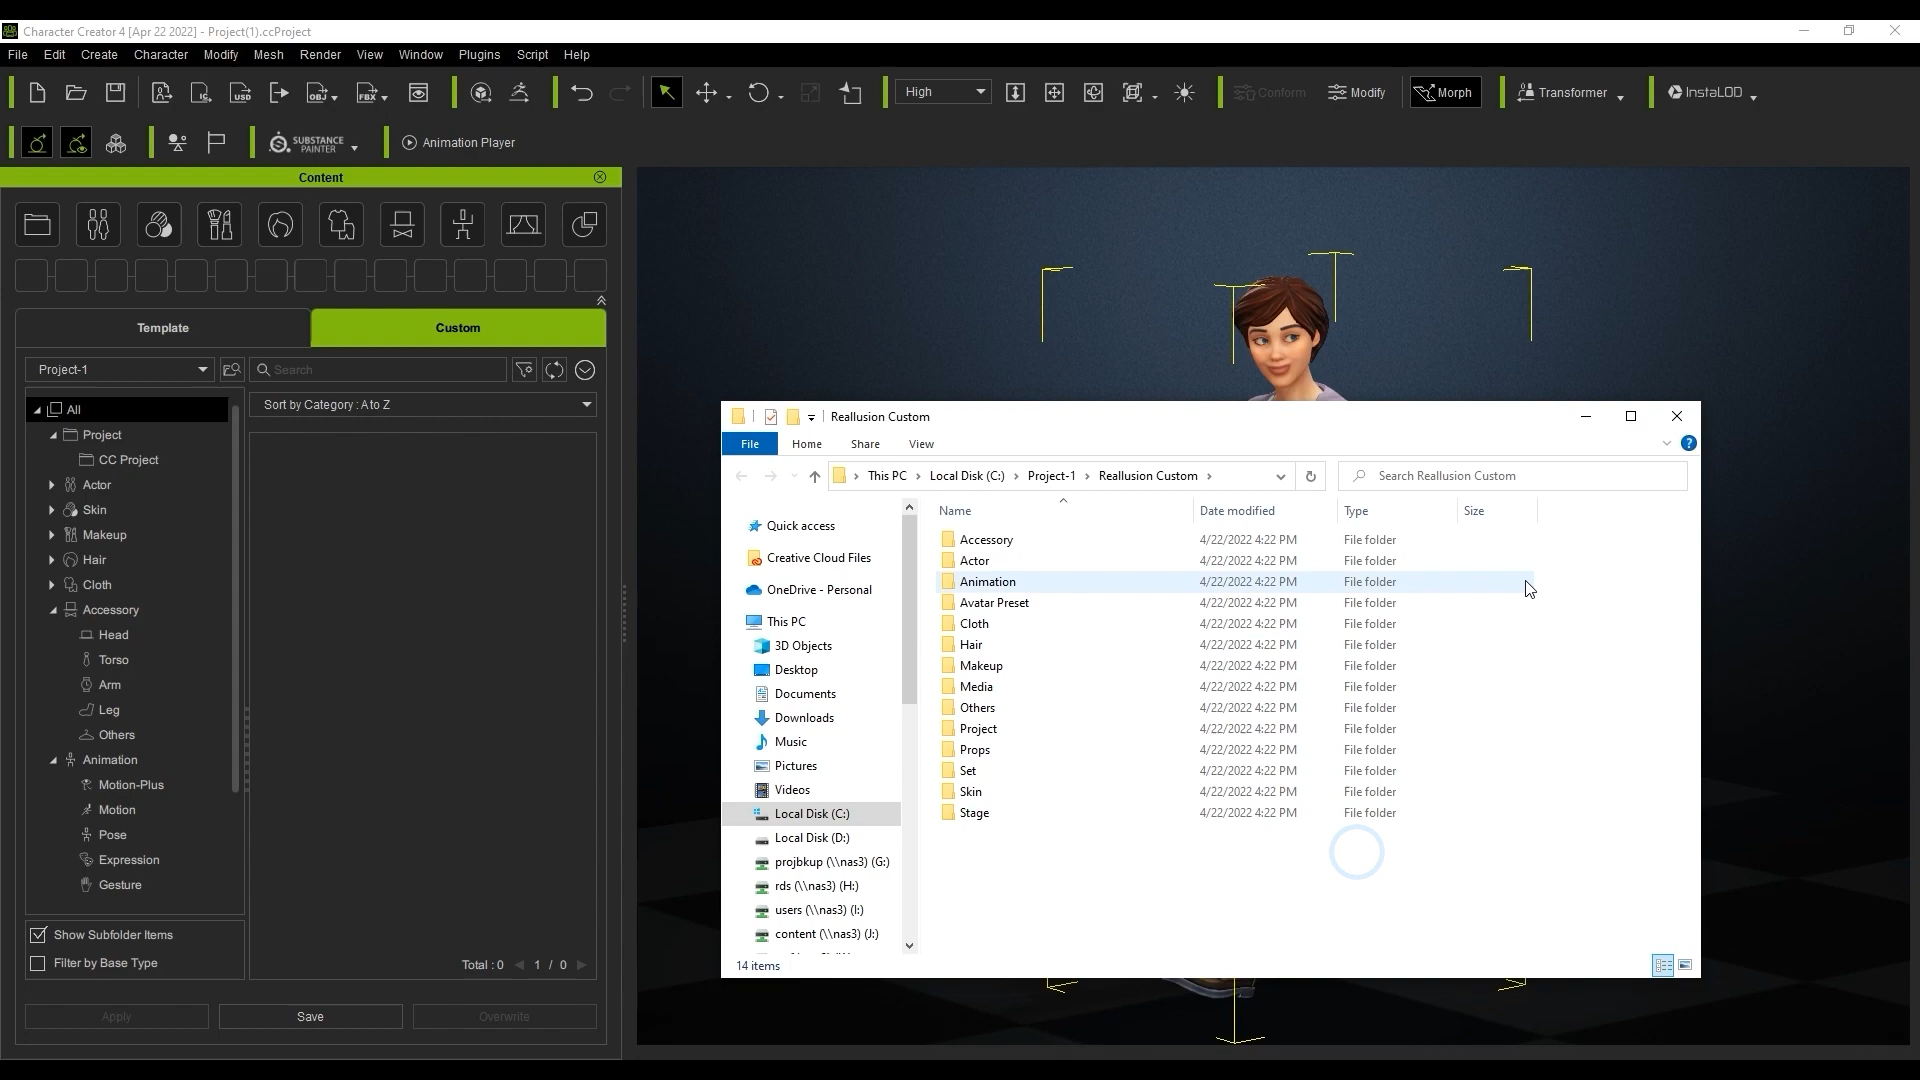 Character Creator 4 [Apr 22 2022] - Project(1).ccProject
File Edit Create Character Modify Mesh Render View Window Plugins Script Help
IC USD OBJ FBX High Conform Modify Morph Transformer InstaLOD
SUBSTANCE PAINTER Animation Player
Content
Template Custom
Project-1 Search
Sort by Category : A to Z
All
Project
CC Project
Actor
Skin
Makeup
Hair
Cloth
Accessory
Head
Torso
Arm
Leg
Others
Animation
Motion-Plus
Motion
Pose
Expression
Gesture
Show Subfolder Items
Filter by Base Type
Total : 0 1 / 0
Apply Save Overwrite
Reallusion Custom
File Home Share View
This PC > Local Disk (C:) > Project-1 > Reallusion Custom > Search Reallusion Custom
Quick access
Creative Cloud Files
OneDrive - Personal
This PC
3D Objects
Desktop
Documents
Downloads
Music
Pictures
Videos
Local Disk (C:)
Local Disk (D:)
projbkup (\\nas3) (G:)
rds (\\nas3) (H:)
users (\\nas3) (I:)
content (\\nas3) (J:)
Name Date modified Type Size
Accessory 4/22/2022 4:22 PM File folder
Actor 4/22/2022 4:22 PM File folder
Animation 4/22/2022 4:22 PM File folder
Avatar Preset 4/22/2022 4:22 PM File folder
Cloth 4/22/2022 4:22 PM File folder
Hair 4/22/2022 4:22 PM File folder
Makeup 4/22/2022 4:22 PM File folder
Media 4/22/2022 4:22 PM File folder
Others 4/22/2022 4:22 PM File folder
Project 4/22/2022 4:22 PM File folder
Props 4/22/2022 4:22 PM File folder
Set 4/22/2022 4:22 PM File folder
Skin 4/22/2022 4:22 PM File folder
Stage 4/22/2022 4:22 PM File folder
14 items